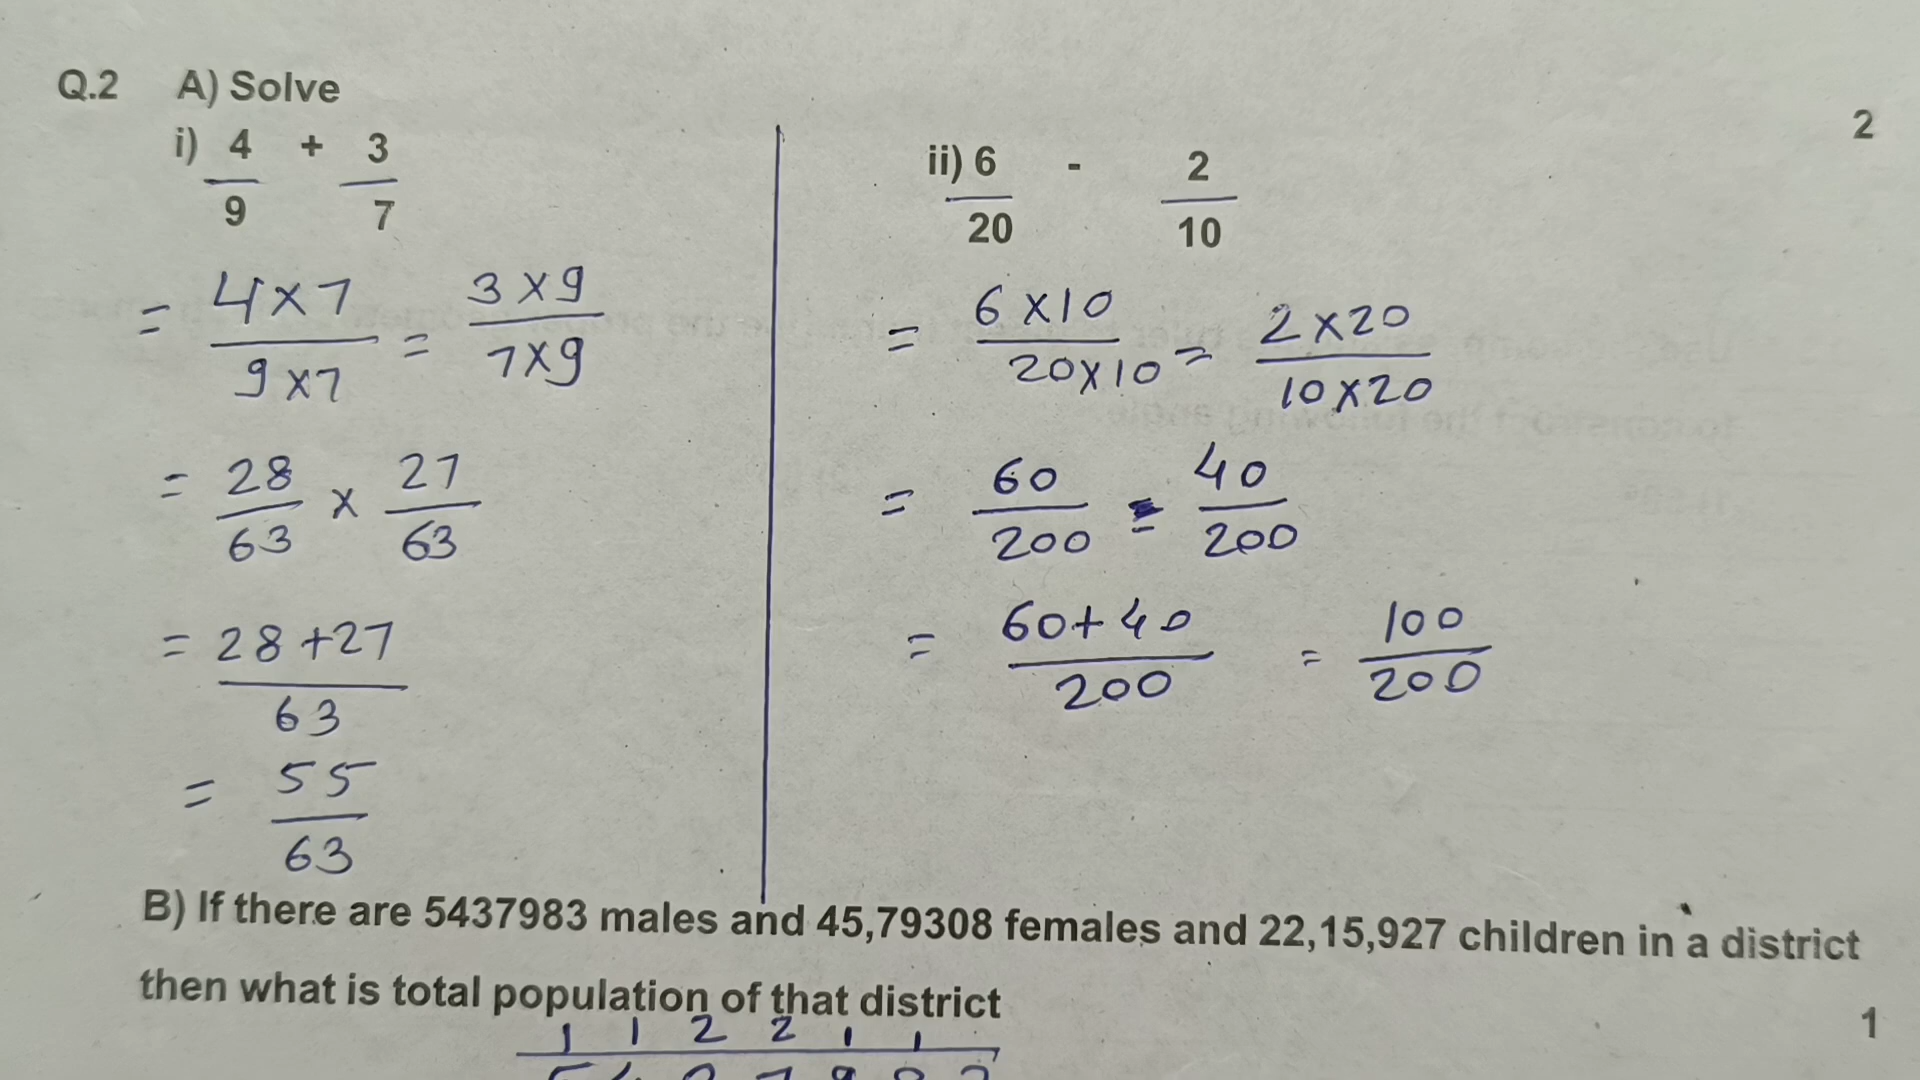 Q.2 A) Solve
2
i) 4/9 + 3/7
= 4×7/9×7 = 3×9/7×9
= 28/63 × 27/63
= 28+27/63
= 55/63
ii) 6/20 - 2/10
= 6×10/20×10 = 2×20/10×20
= 60/200 = 40/200
= 60+40/200 = 100/200
B) If there are 5437983 males and 45,79308 females and 22,15,927 children in a district
then what is total population of that district
1
1 1 2 2 1 1